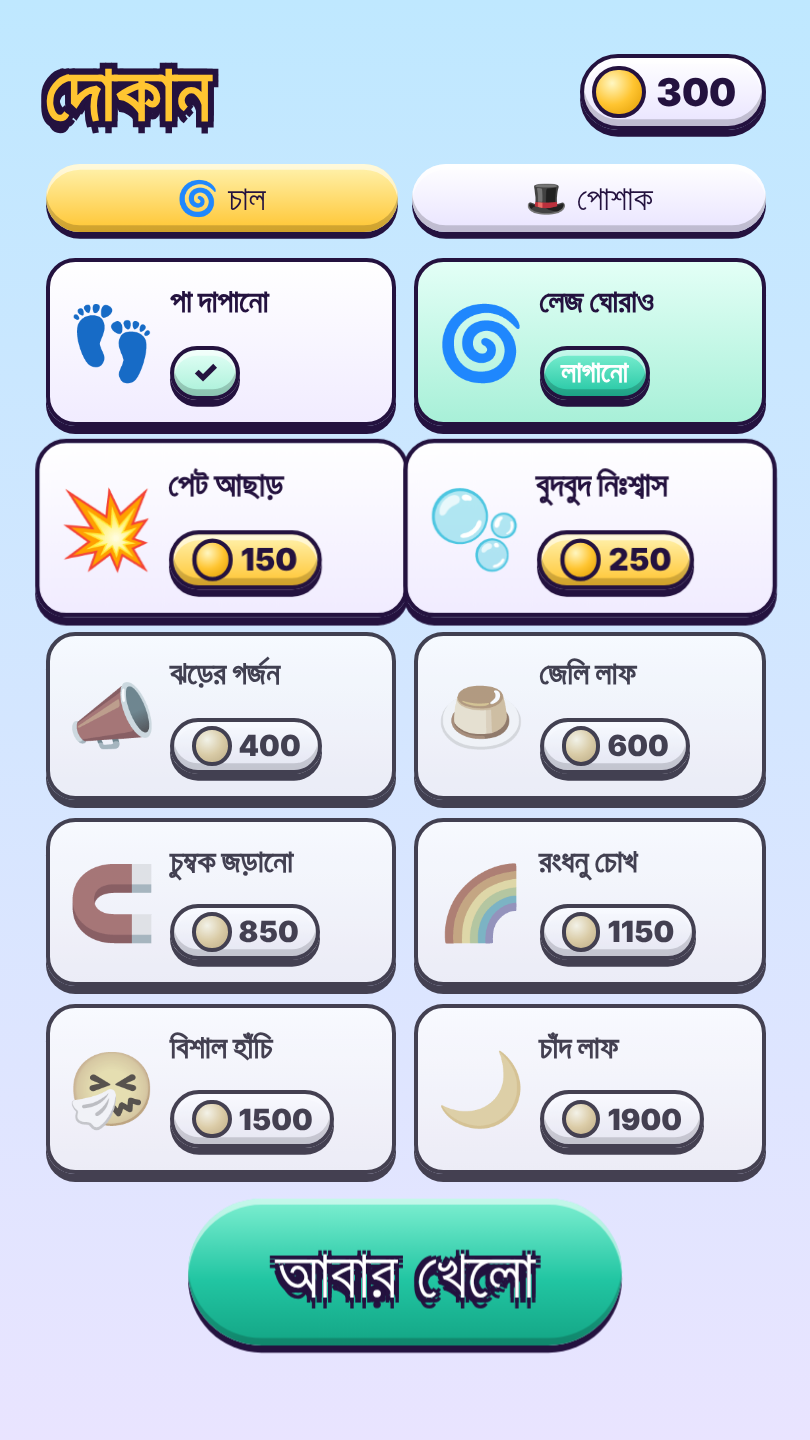 দোকান
300
চাল
পোশাক
পা দাপানো
লেজ ঘোরাও
লাগানো
পেট আছাড়
150
বুদবুদ নিঃশ্বাস
250
ঝড়ের গর্জন
400
জেলি লাফ
600
চুম্বক জড়ানো
850
রংধনু চোখ
1150
বিশাল হাঁচি
1500
চাঁদ লাফ
1900
আবার খেলো